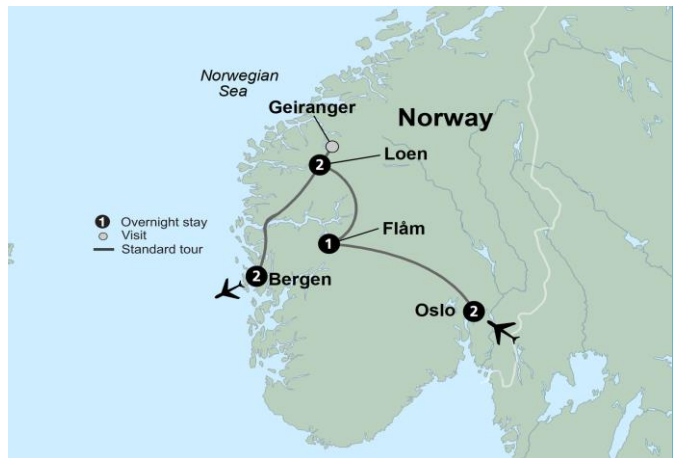 Norwegian
Sea
Geiranger
Norway
2
Loen
1 Overnight stay
Visit
Standard tour
Flåm
1
2
Bergen
Oslo
2